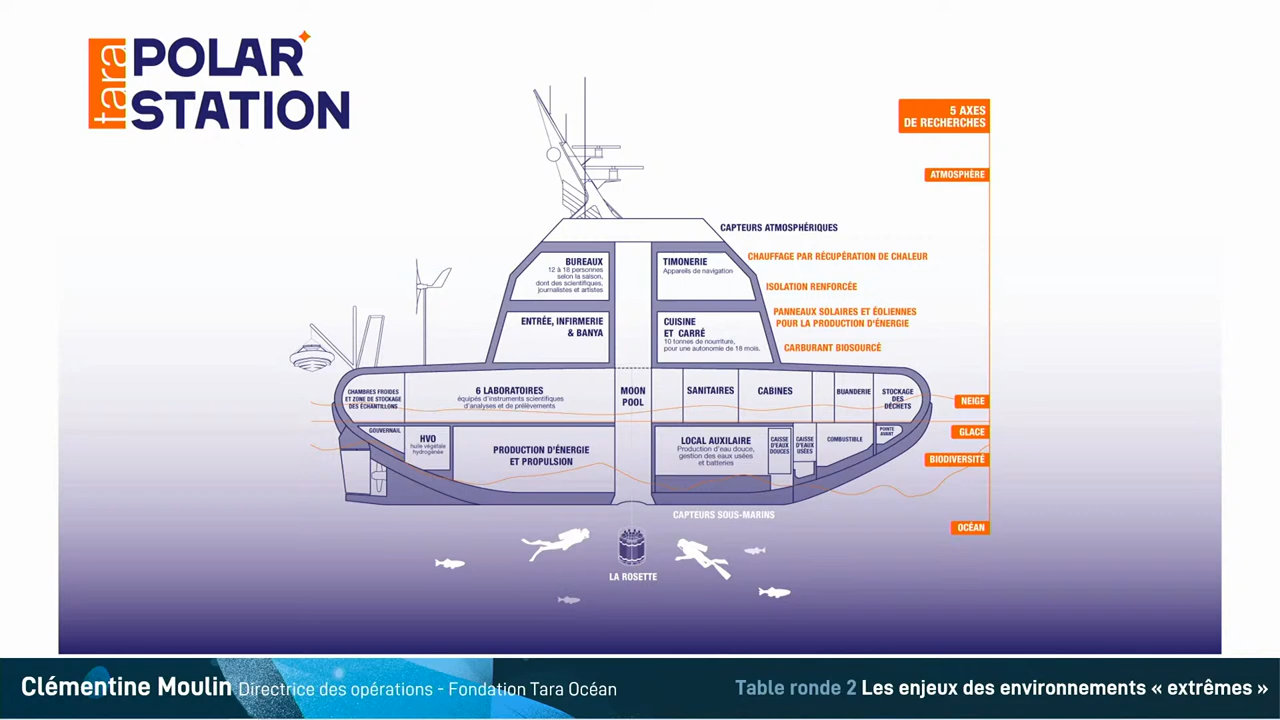 tara
POLAR
STATION
5 AXES
DE RECHERCHES
ATMOSPHÈRE
CAPTEURS ATMOSPHÉRIQUES
CHAUFFAGE PAR RÉCUPÉRATION DE CHALEUR
ISOLATION RENFORCÉE
PANNEAUX SOLAIRES ET ÉOLIENNES
POUR LA PRODUCTION D'ÉNERGIE
CARBURANT BIOSOURCÉ
BUREAUX
12 à 18 personnes
selon la saison,
dont des scientifiques,
journalistes et artistes
TIMONERIE
Appareils de navigation
ENTRÉE, INFIRMERIE
& BANYA
CUISINE
ET CARRÉ
10 tonnes de nourriture,
pour une autonomie de 18 mois.
CHAMBRES FROIDES
ET ZONE DE STOCKAGE
DES ÉCHANTILLONS
6 LABORATOIRES
équipés d'instruments scientifiques
d'analyses et de prélèvements
MOON
POOL
SANITAIRES
CABINES
BUANDERIE
STOCKAGE
DES
DÉCHETS
NEIGE
GOUVERNAIL
HVO
huile végétale
hydrogénée
PRODUCTION D'ÉNERGIE
ET PROPULSION
LOCAL AUXILIAIRE
Production d'eau douce,
gestion des eaux usées
et batteries
CAISSE
D'EAUX
DOUCES
CAISSE
D'EAUX
USÉES
COMBUSTIBLE
POINTE
AVANT
GLACE
BIODIVERSITÉ
CAPTEURS SOUS-MARINS
OCÉAN
LA ROSETTE
Clémentine Moulin Directrice des opérations - Fondation Tara Océan
Table ronde 2 Les enjeux des environnements « extrêmes »